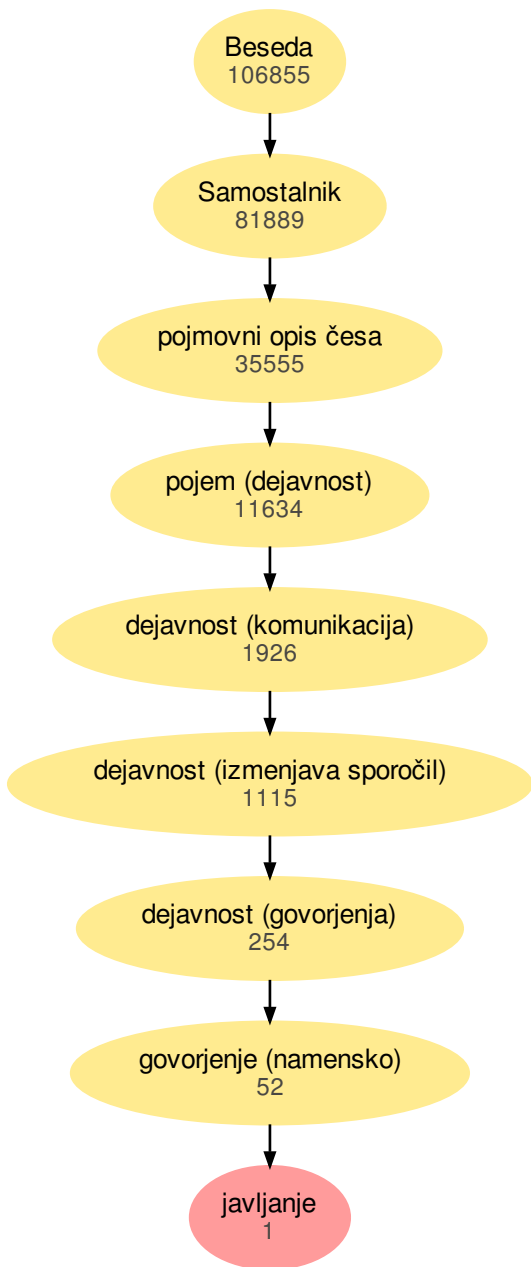 Beseda
106855
Samostalnik
81889
pojmovni opis česa
35555
pojem (dejavnost)
11634
dejavnost (komunikacija)
1926
dejavnost (izmenjava sporočil)
1115
dejavnost (govorjenja)
254
govorjenje (namensko)
52
javljanje
1